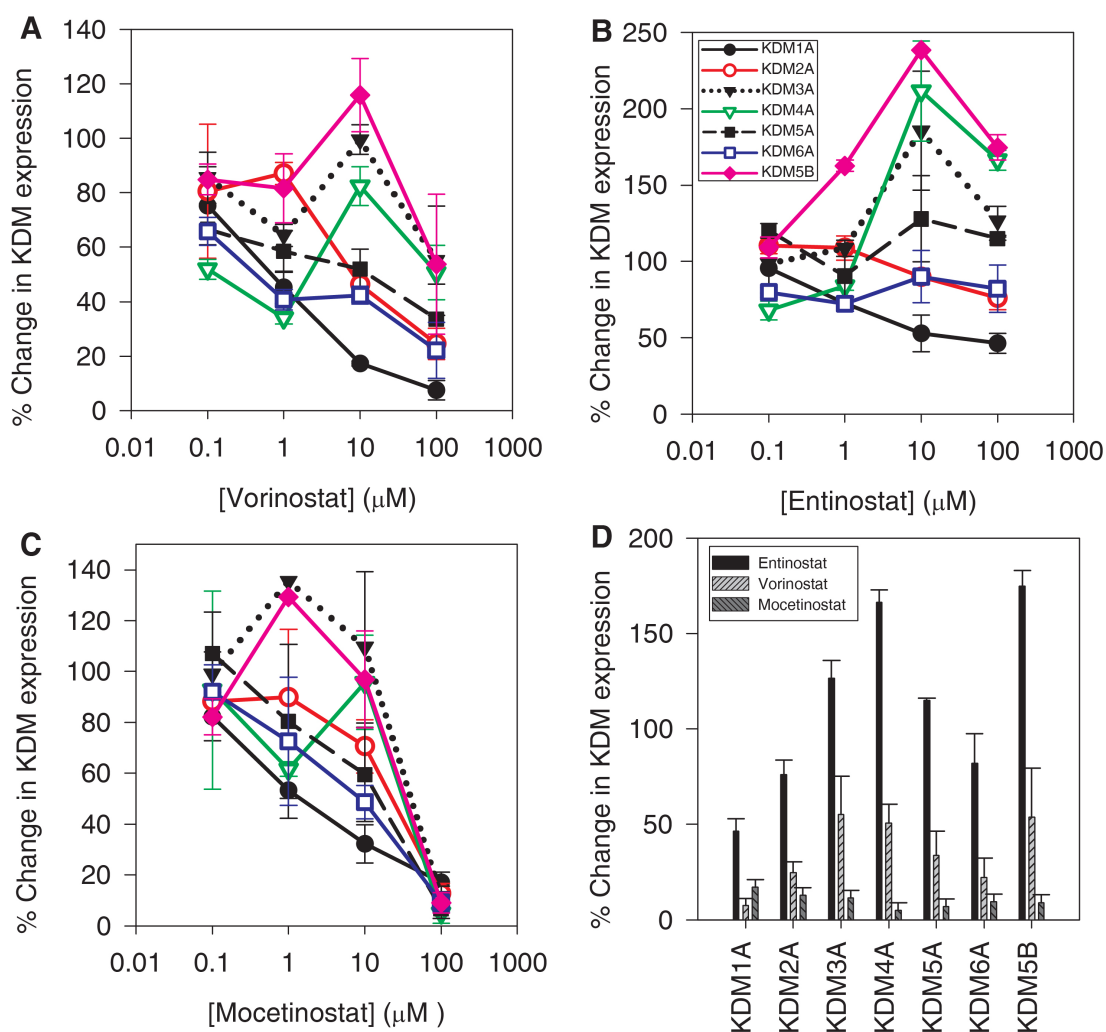 A
% Change in KDM expression
140
120
100
80
60
40
20
0
0.01 0.1 1 10 100 1000
[Vorinostat] (μM)
B
% Change in KDM expression
250
200
150
100
50
0
KDM1A
KDM2A
KDM3A
KDM4A
KDM5A
KDM6A
KDM5B
0.01 0.1 1 10 100 1000
[Entinostat] (μM)
C
% Change in KDM expression
140
120
100
80
60
40
20
0
0.01 0.1 1 10 100 1000
[Mocetinostat] (μM )
D
% Change in KDM expression
200
150
100
50
0
Entinostat
Vorinostat
Mocetinostat
KDM1A
KDM2A
KDM3A
KDM4A
KDM5A
KDM6A
KDM5B